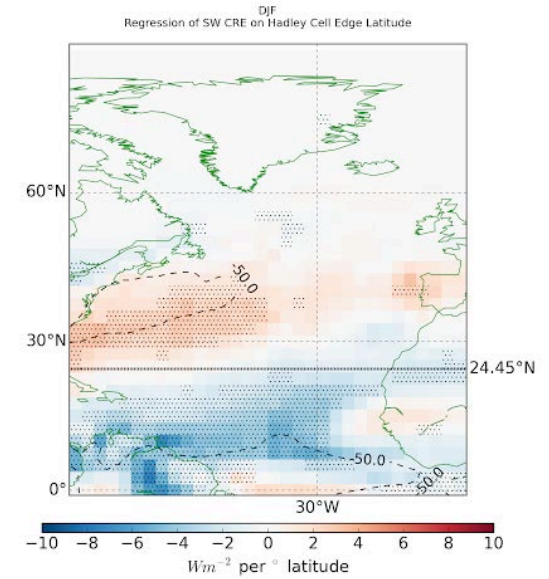 DJF
Regression of SW CRE on Hadley Cell Edge Latitude
60°N
-50.0
30°N
24.45°N
-50.0
-50.0
0°
30°W
−10 −8 −6 −4 −2 0 2 4 6 8 10
Wm⁻² per ° latitude